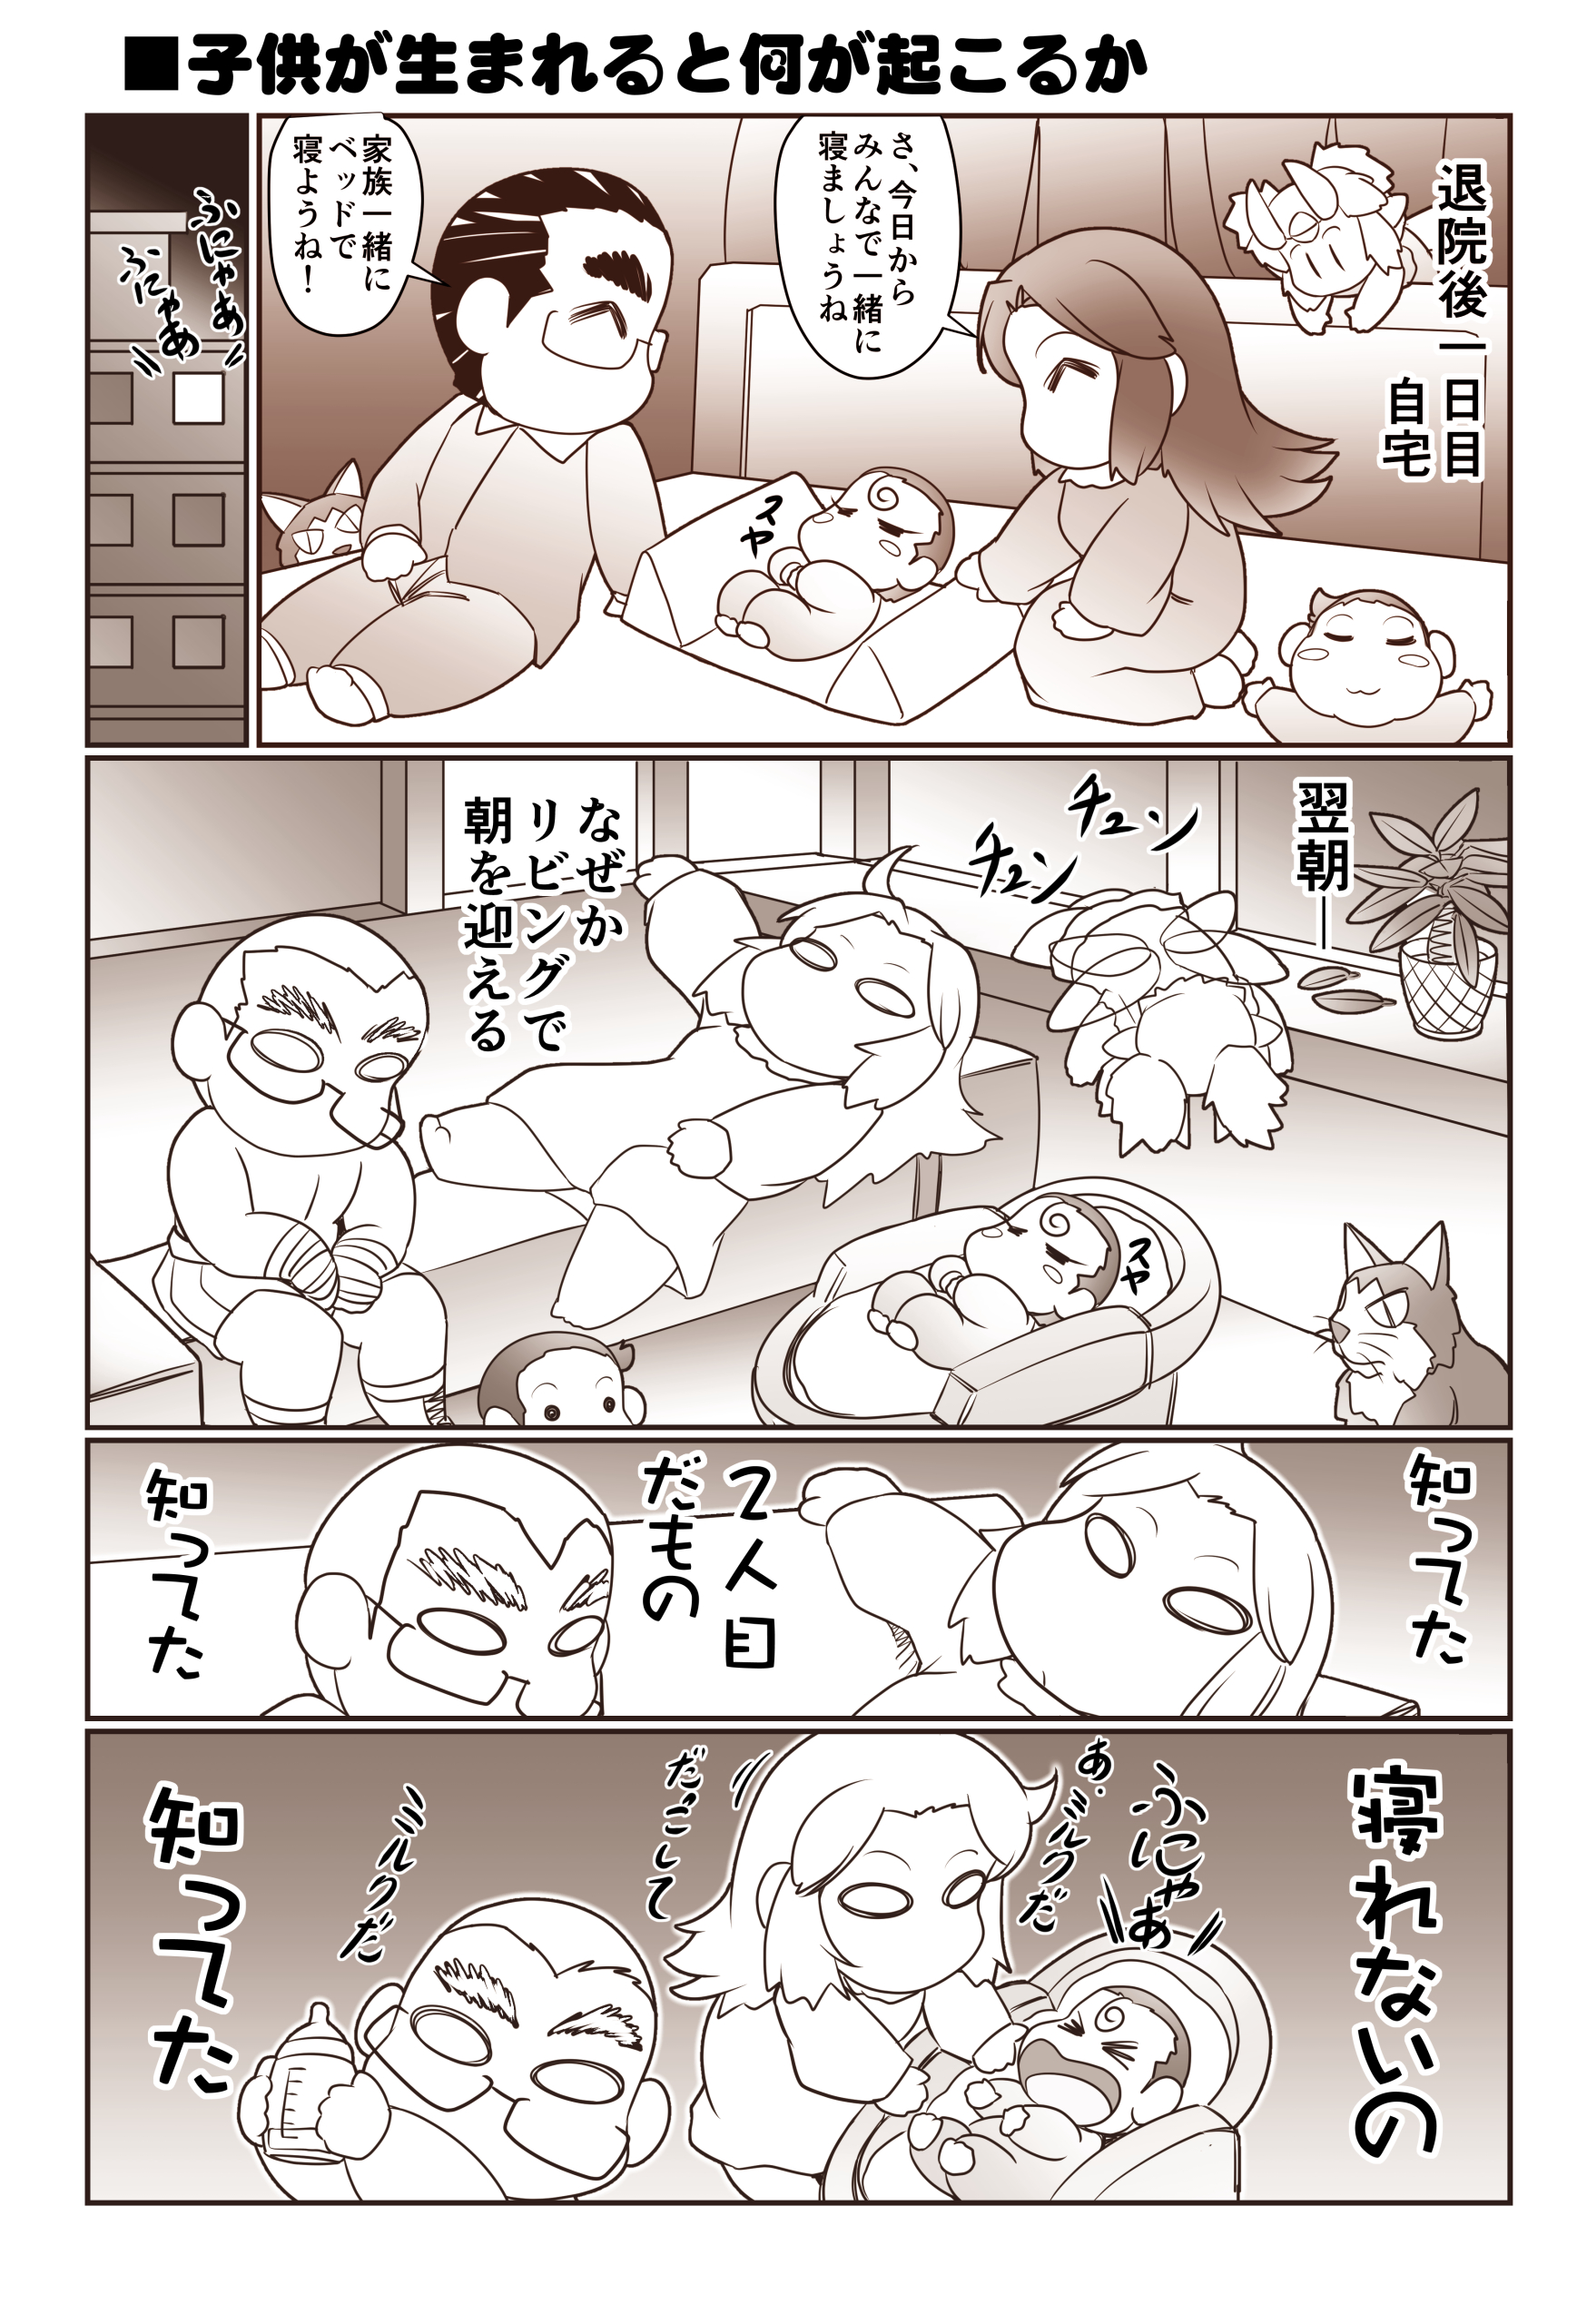 ■子供が生まれると何が起こるか
退院後一日目
自宅
さ、今日から
みんなで一緒に
寝ましょうね
スヤ
家族一緒に
ベッドで
寝ようね！
ふにゃあ
ふにゃあ
翌朝―
チュン
チュン
なぜか
リビングで
朝を迎える
スヤ
知ってた
2人目
だもの
知ってた
寝れないの
ふにゃあ
あ、ミルクだ
だっこして
ミルクだ
知ってた